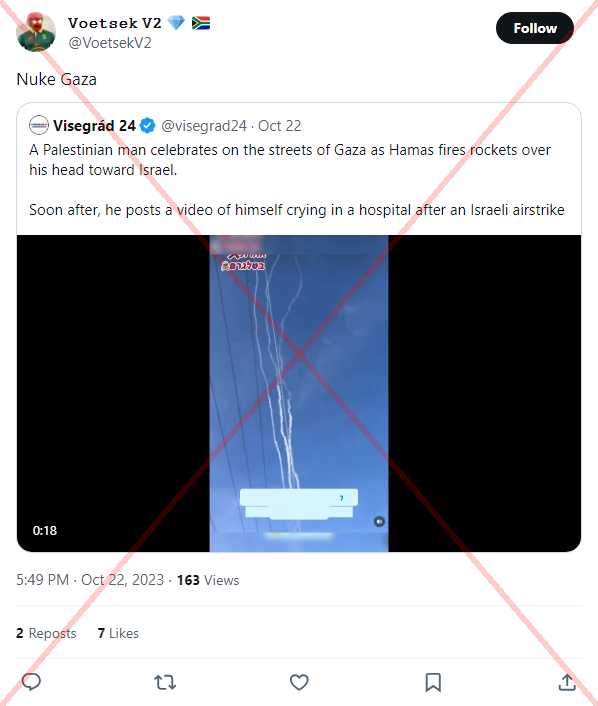 Voetsek V2 💎 🇿🇦
@VoetsekV2
Follow
Nuke Gaza
Visegrád 24 @visegrad24 · Oct 22
A Palestinian man celebrates on the streets of Gaza as Hamas fires rockets over
his head toward Israel.
Soon after, he posts a video of himself crying in a hospital after an Israeli airstrike
בטלגרם
0:18
5:49 PM · Oct 22, 2023 · 163 Views
2 Reposts 7 Likes